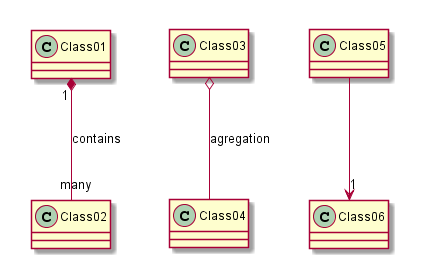 C Class01
C Class03
C Class05
1
contains
agregation
many
1
C Class02
C Class04
C Class06